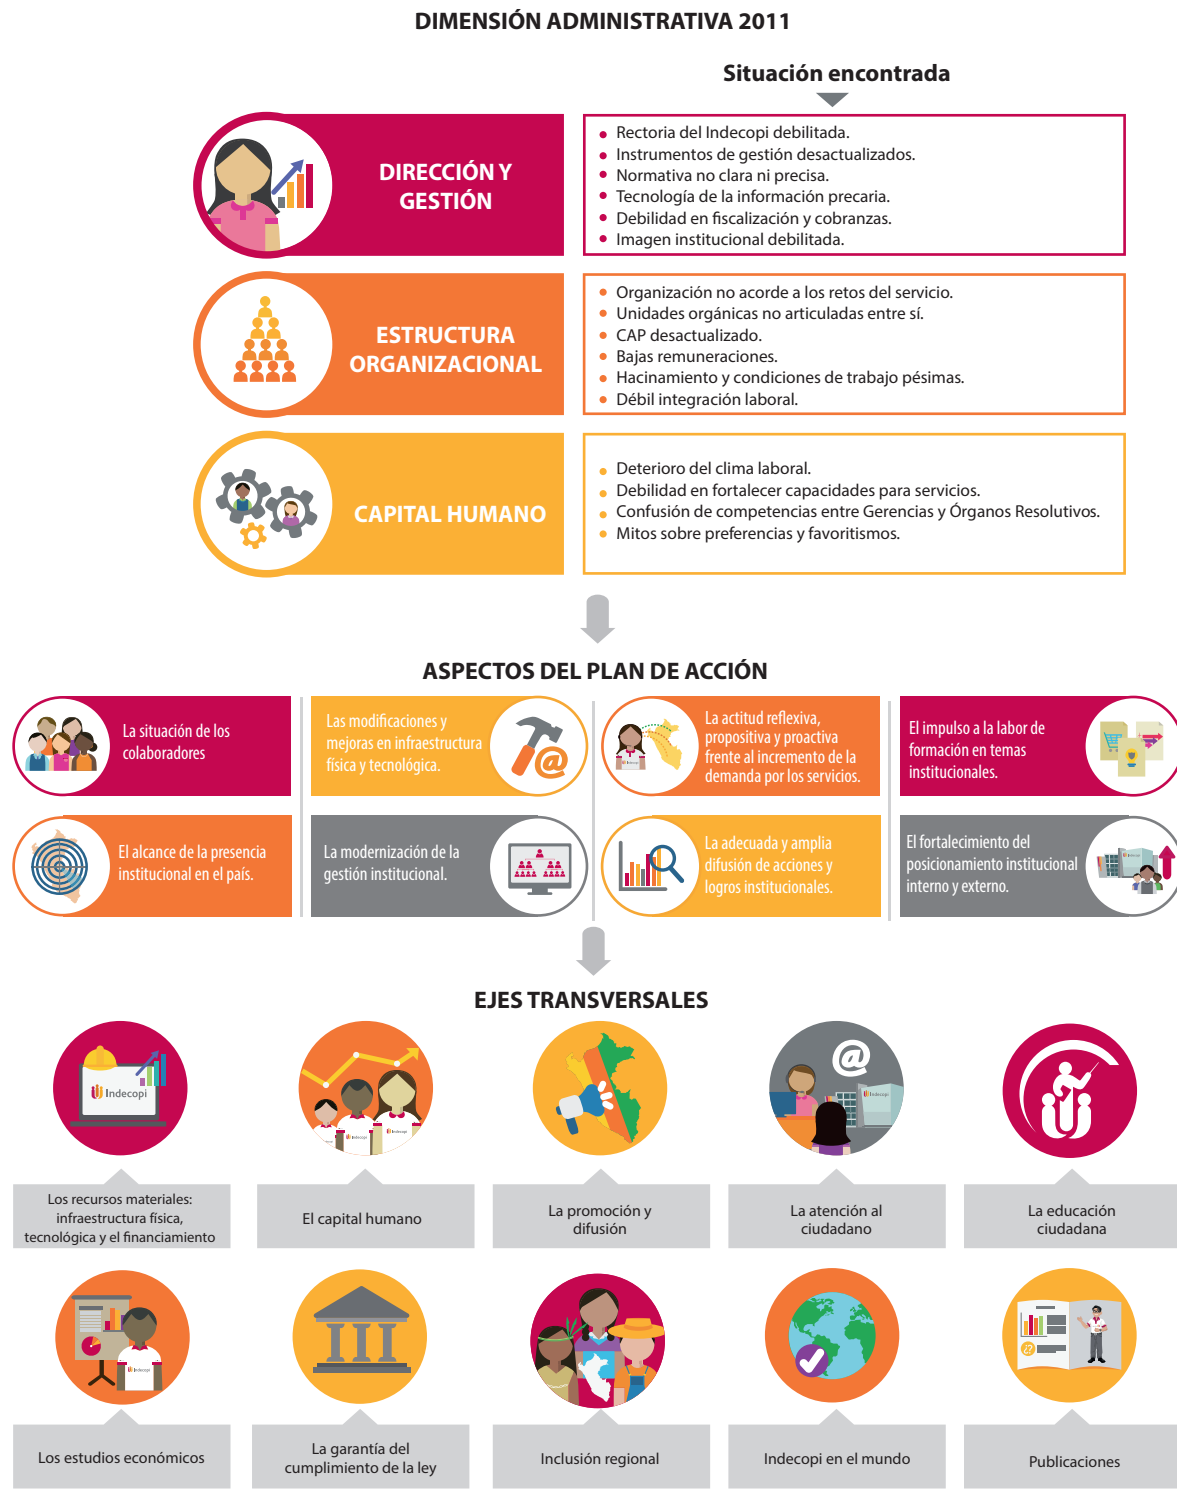 DIMENSIÓN ADMINISTRATIVA 2011
Situación encontrada
DIRECCIÓN Y
GESTIÓN
Rectoria del Indecopi debilitada.
Instrumentos de gestión desactualizados.
Normativa no clara ni precisa.
Tecnología de la información precaria.
Debilidad en fiscalización y cobranzas.
Imagen institucional debilitada.
ESTRUCTURA
ORGANIZACIONAL
Organización no acorde a los retos del servicio.
Unidades orgánicas no articuladas entre sí.
CAP desactualizado.
Bajas remuneraciones.
Hacinamiento y condiciones de trabajo pésimas.
Débil integración laboral.
CAPITAL HUMANO
Deterioro del clima laboral.
Debilidad en fortalecer capacidades para servicios.
Confusión de competencias entre Gerencias y Órganos Resolutivos.
Mitos sobre preferencias y favoritismos.
ASPECTOS DEL PLAN DE ACCIÓN
La situación de los
colaboradores
Las modificaciones y
mejoras en infraestructura
física y tecnológica.
@
La actitud reflexiva,
propositiva y proactiva
frente al incremento de la
demanda por los servicios.
El impulso a la labor de
formación en temas
institucionales.
El alcance de la presencia
institucional en el país.
La modernización de la
gestión institucional.
La adecuada y amplia
difusión de acciones y
logros institucionales.
El fortalecimiento del
posicionamiento institucional
interno y externo.
EJES TRANSVERSALES
Indecopi
Indecopi
Indecopi
@
Indecopi
Los recursos materiales:
infraestructura física,
tecnológica y el financiamiento
El capital humano
La promoción y
difusión
La atención al
ciudadano
La educación
ciudadana
Indecopi
Los estudios económicos
La garantía del
cumplimiento de la ley
Inclusión regional
Indecopi en el mundo
Publicaciones